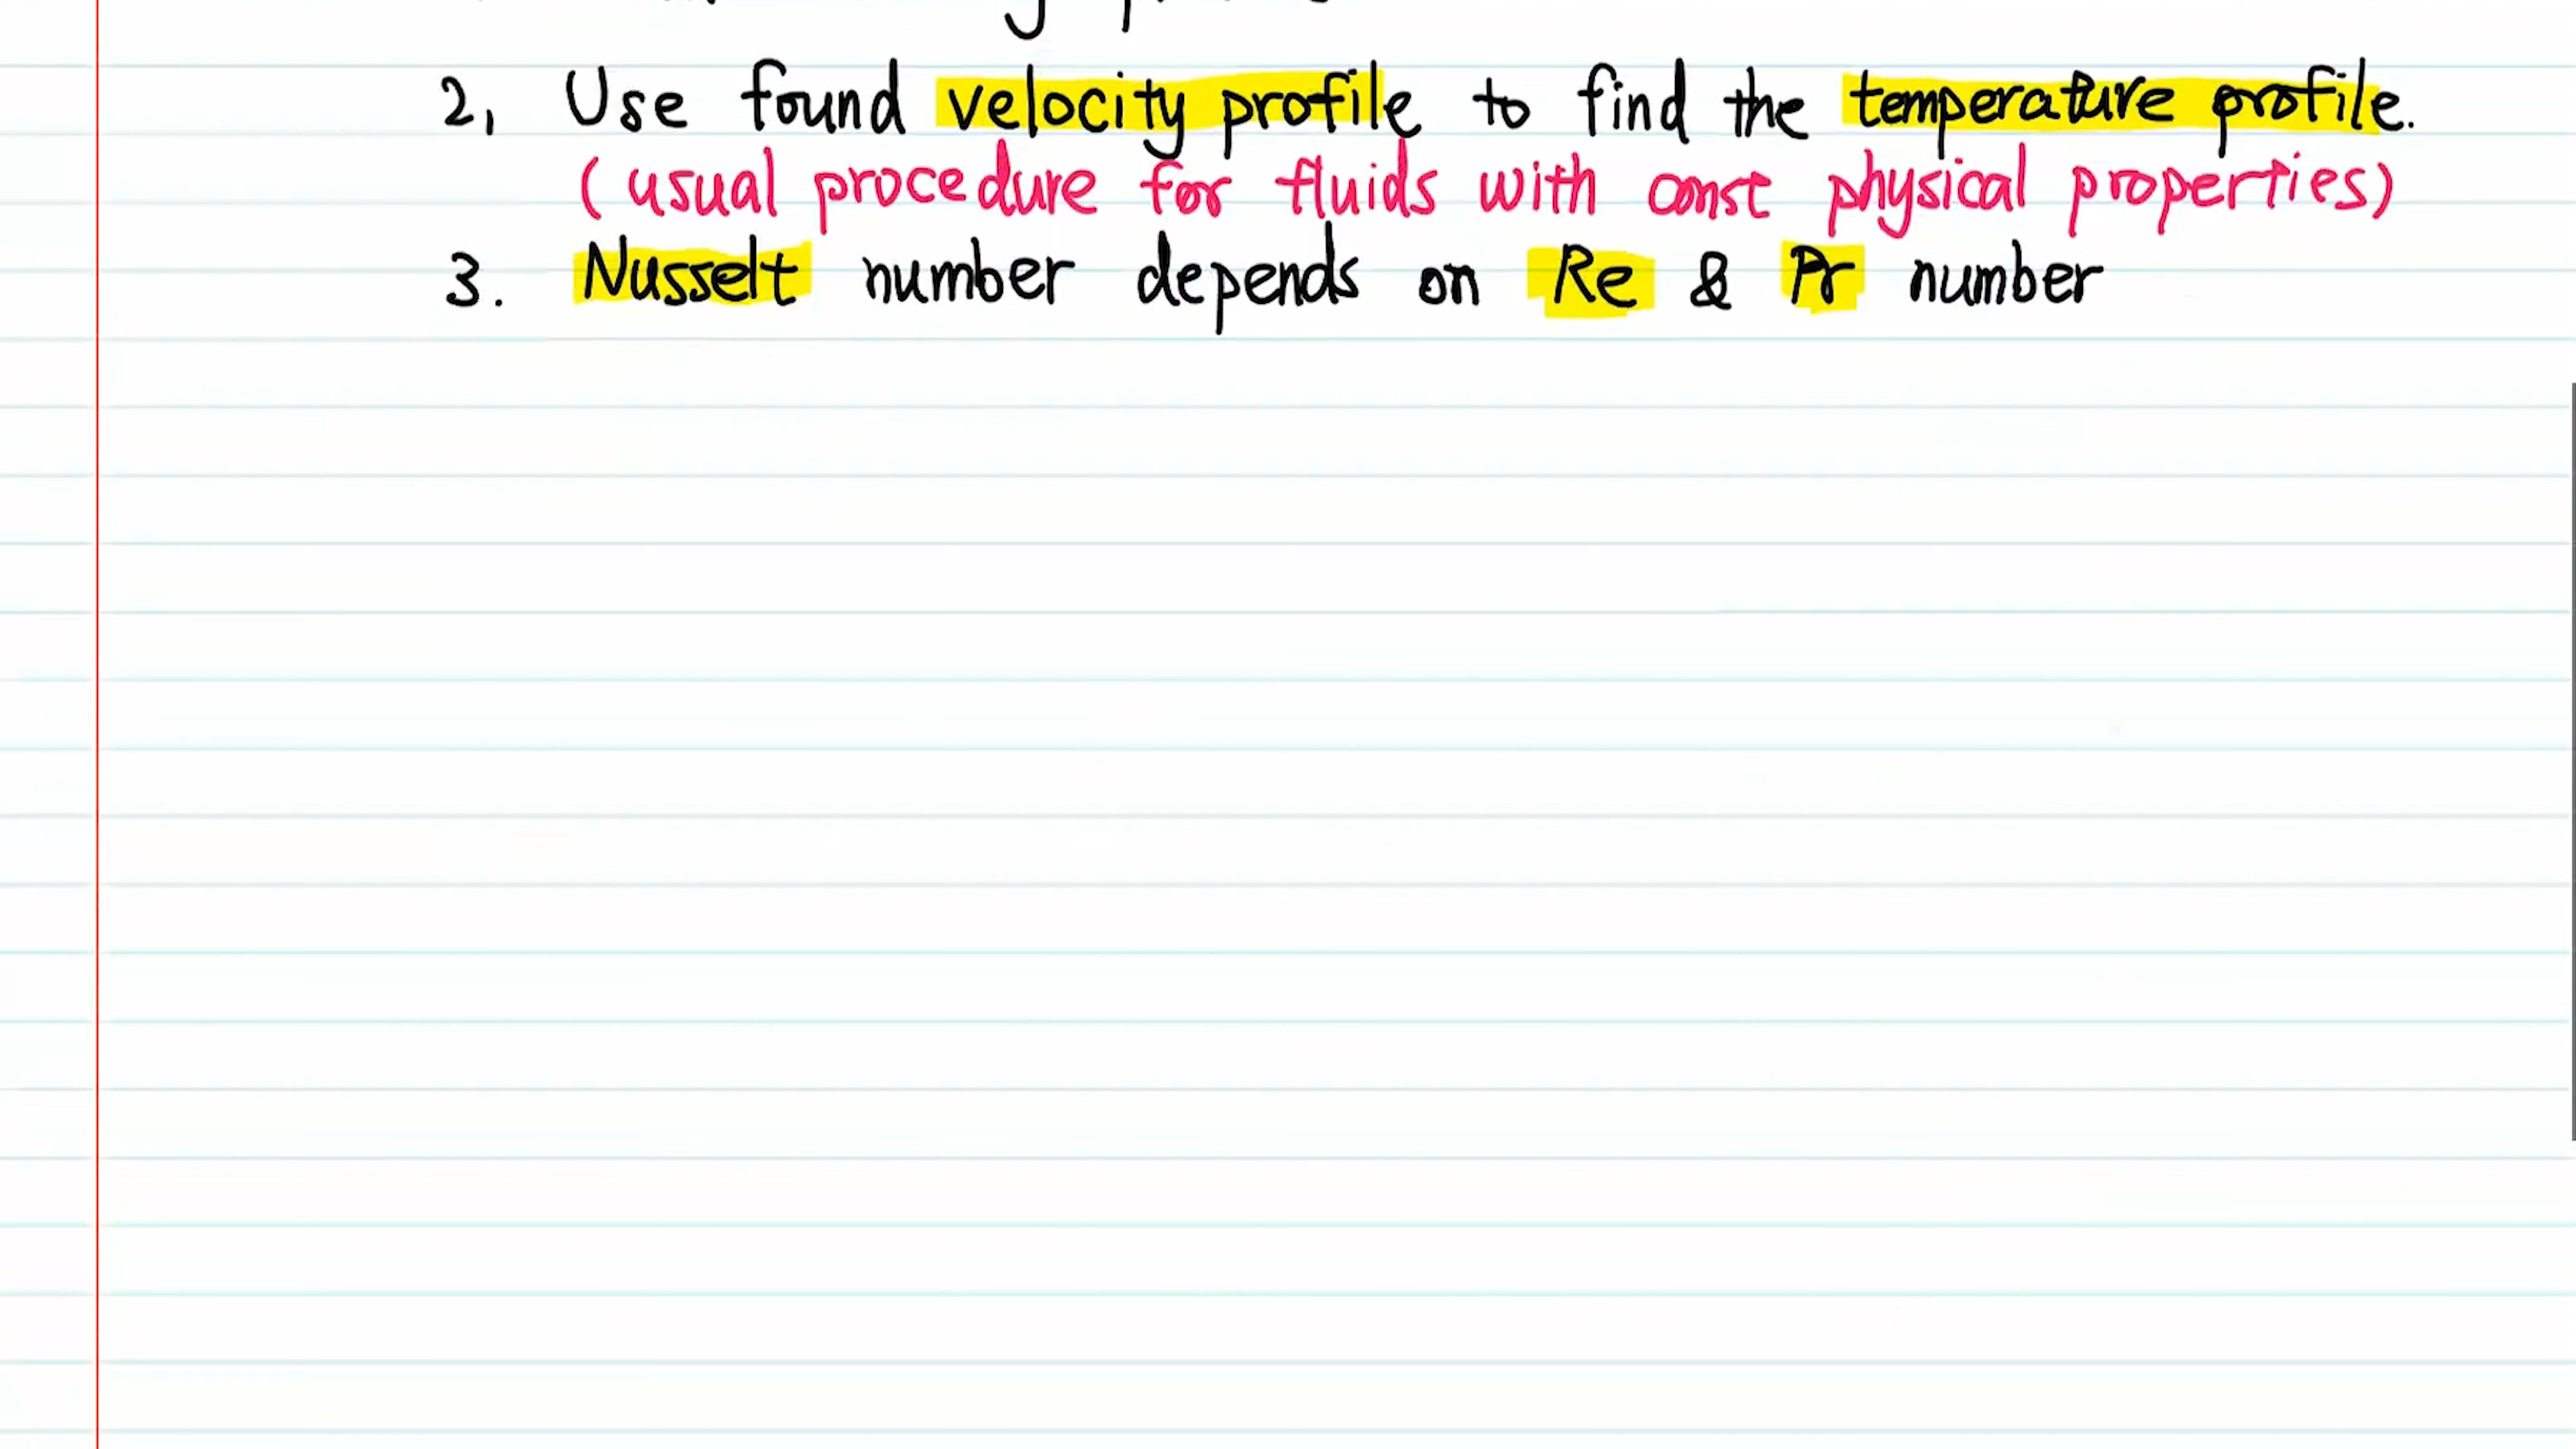 2, Use found velocity profile to find the temperature profile.
(usual procedure for fluids with const physical properties)
3. Nusselt number depends on Re & Pr number